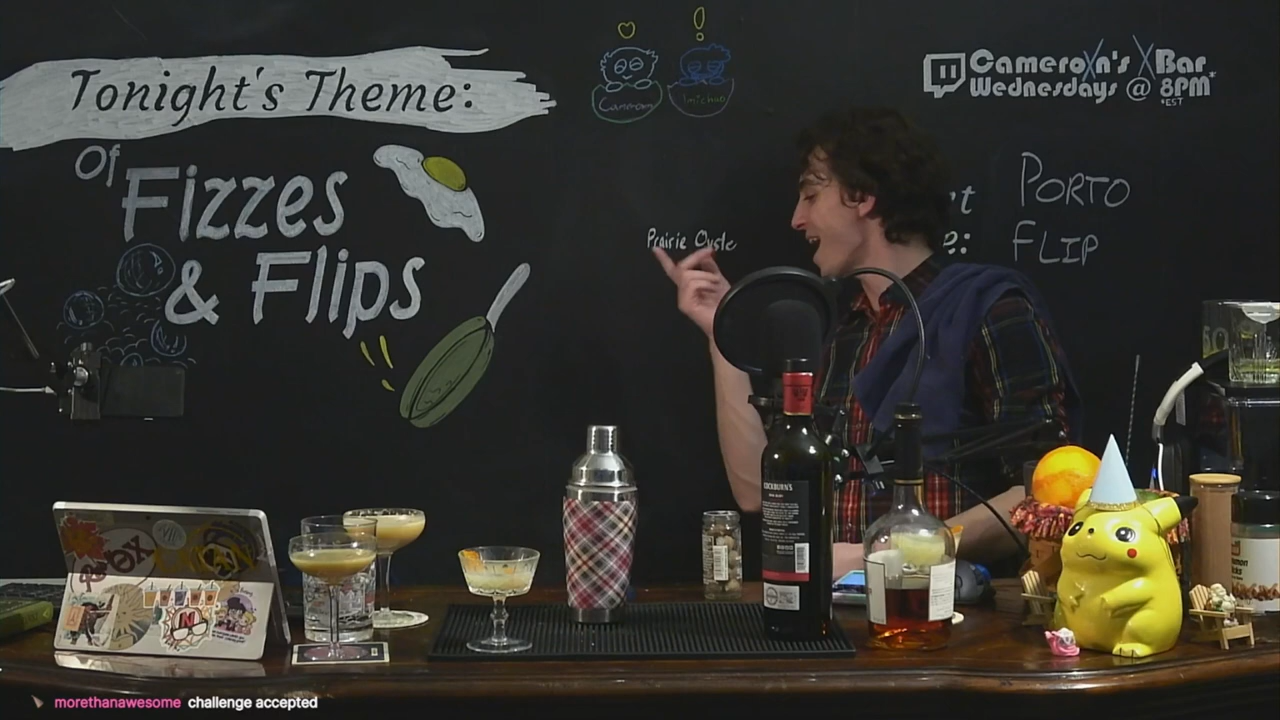 Tonight's Theme:
Of
Fizzes
& Flips
Cameron
Cameron's Bar
Wednesdays @ 8PM*
*EST
Prairie Oyste
PORTO
FLIP
COCKBURN'S
morethanawesome challenge accepted